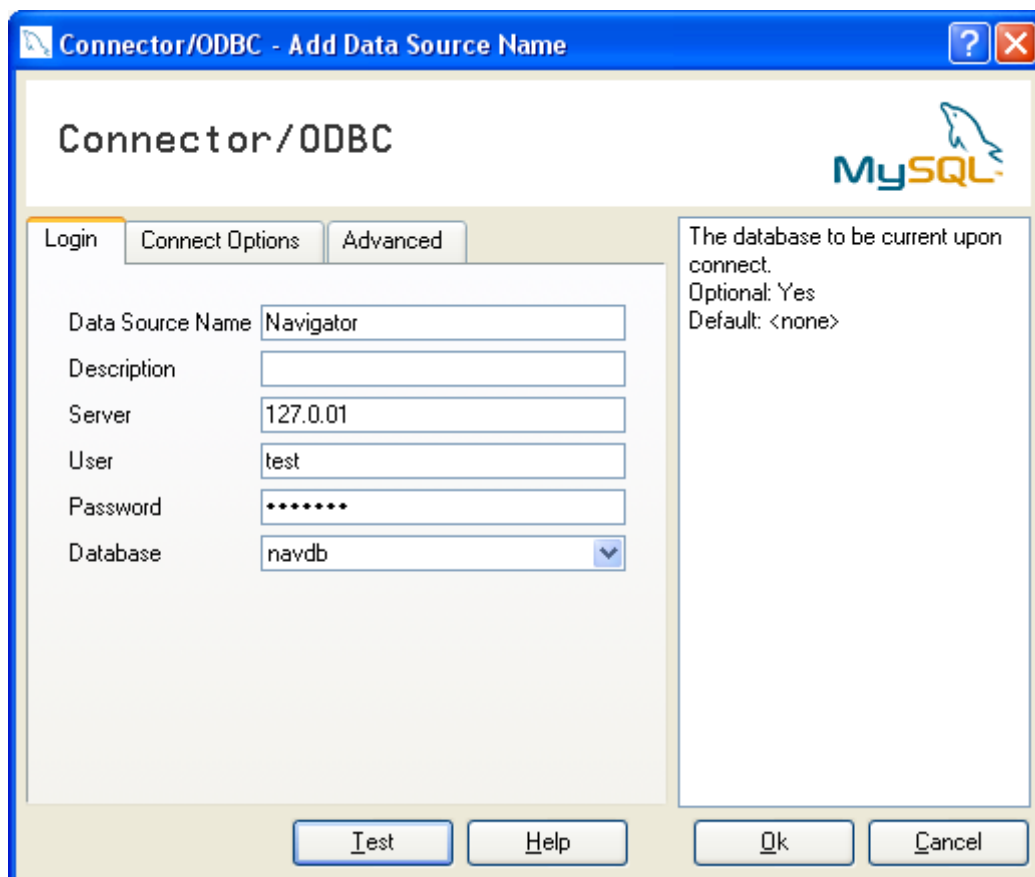 Connector/ODBC - Add Data Source Name
?
Connector/ODBC
MySQL
Login
Connect Options
Advanced
Data Source Name
Navigator
Description
Server
127.0.01
User
test
Password
•••••••
Database
navdb
The database to be current upon
connect.
Optional: Yes
Default: <none>
Test
Help
Ok
Cancel